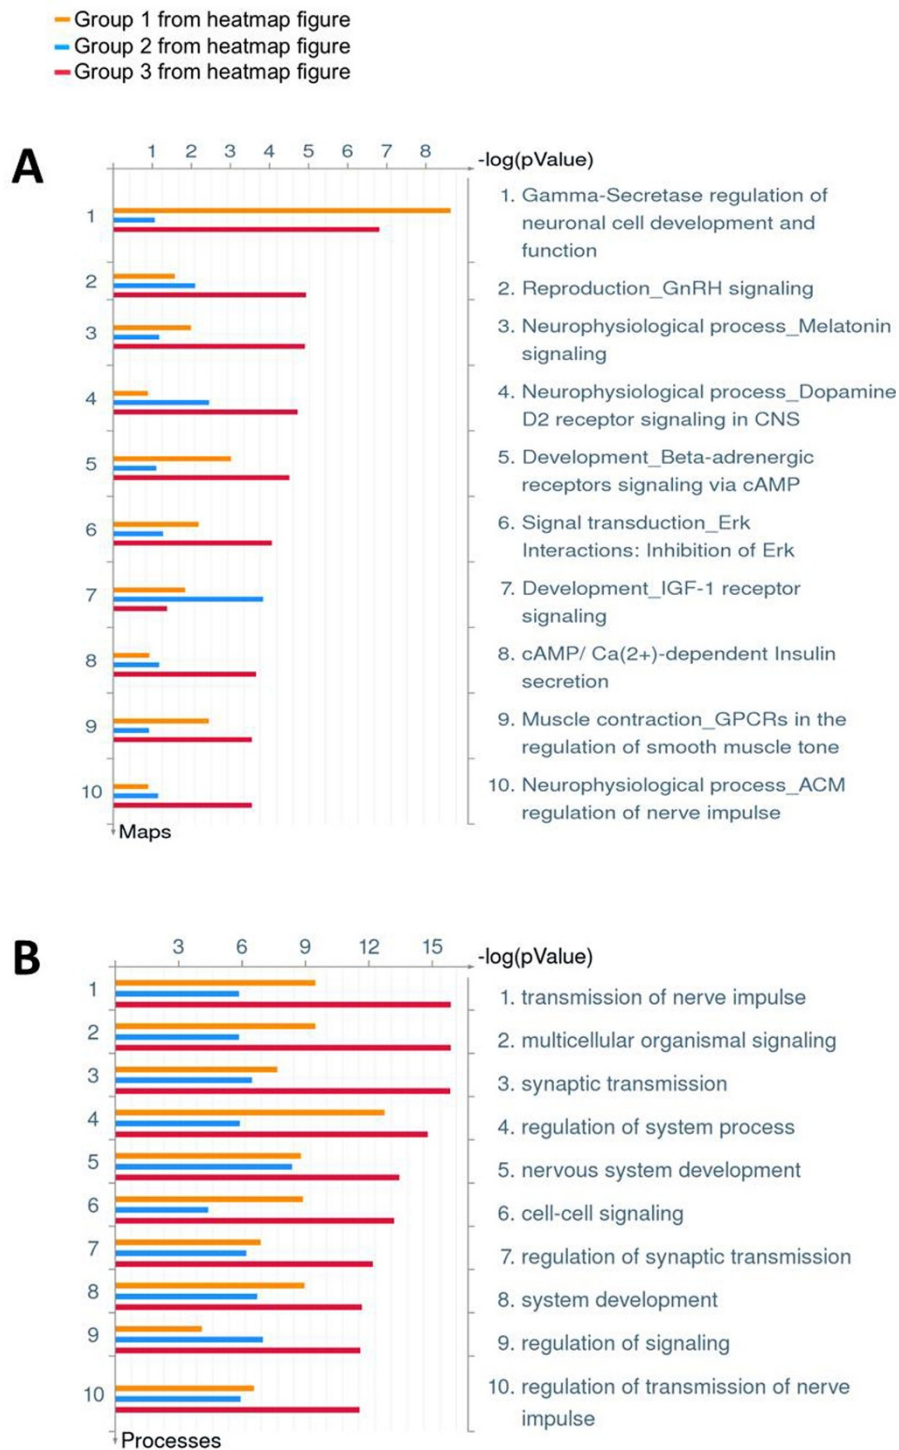 Group 1 from heatmap figure
Group 2 from heatmap figure
Group 3 from heatmap figure
A
1 2 3 4 5 6 7 8 -log(pValue)
1
2
3
4
5
6
7
8
9
10
Maps
1. Gamma-Secretase regulation of
neuronal cell development and
function
2. Reproduction_GnRH signaling
3. Neurophysiological process_Melatonin
signaling
4. Neurophysiological process_Dopamine
D2 receptor signaling in CNS
5. Development_Beta-adrenergic
receptors signaling via cAMP
6. Signal transduction_Erk
Interactions: Inhibition of Erk
7. Development_IGF-1 receptor
signaling
8. cAMP/ Ca(2+)-dependent Insulin
secretion
9. Muscle contraction_GPCRs in the
regulation of smooth muscle tone
10. Neurophysiological process_ACM
regulation of nerve impulse
B
3 6 9 12 15 -log(pValue)
1
2
3
4
5
6
7
8
9
10
Processes
1. transmission of nerve impulse
2. multicellular organismal signaling
3. synaptic transmission
4. regulation of system process
5. nervous system development
6. cell-cell signaling
7. regulation of synaptic transmission
8. system development
9. regulation of signaling
10. regulation of transmission of nerve
impulse